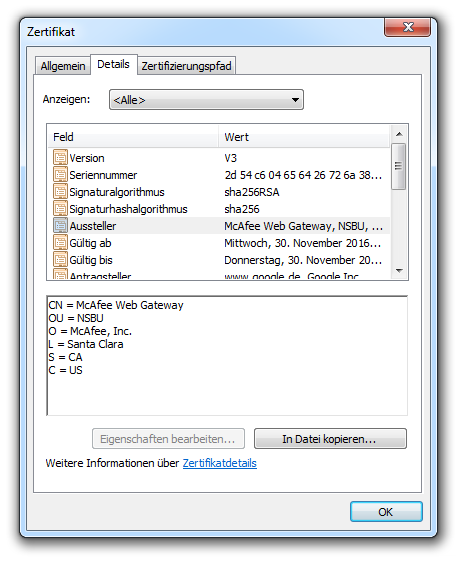 Zertifikat
Allgemein Details Zertifizierungspfad
Anzeigen: <Alle>
Feld Wert
Version V3
Seriennummer 2d 54 c6 04 65 64 26 72 6a 38...
Signaturalgorithmus sha256RSA
Signaturhashalgorithmus sha256
Aussteller McAfee Web Gateway, NSBU, ...
Gültig ab Mittwoch, 30. November 2016...
Gültig bis Donnerstag, 30. November 20...
Antragsteller www.google.de, Google Inc
CN = McAfee Web Gateway
OU = NSBU
O = McAfee, Inc.
L = Santa Clara
S = CA
C = US
Eigenschaften bearbeiten... In Datei kopieren...
Weitere Informationen über Zertifikatdetails
OK